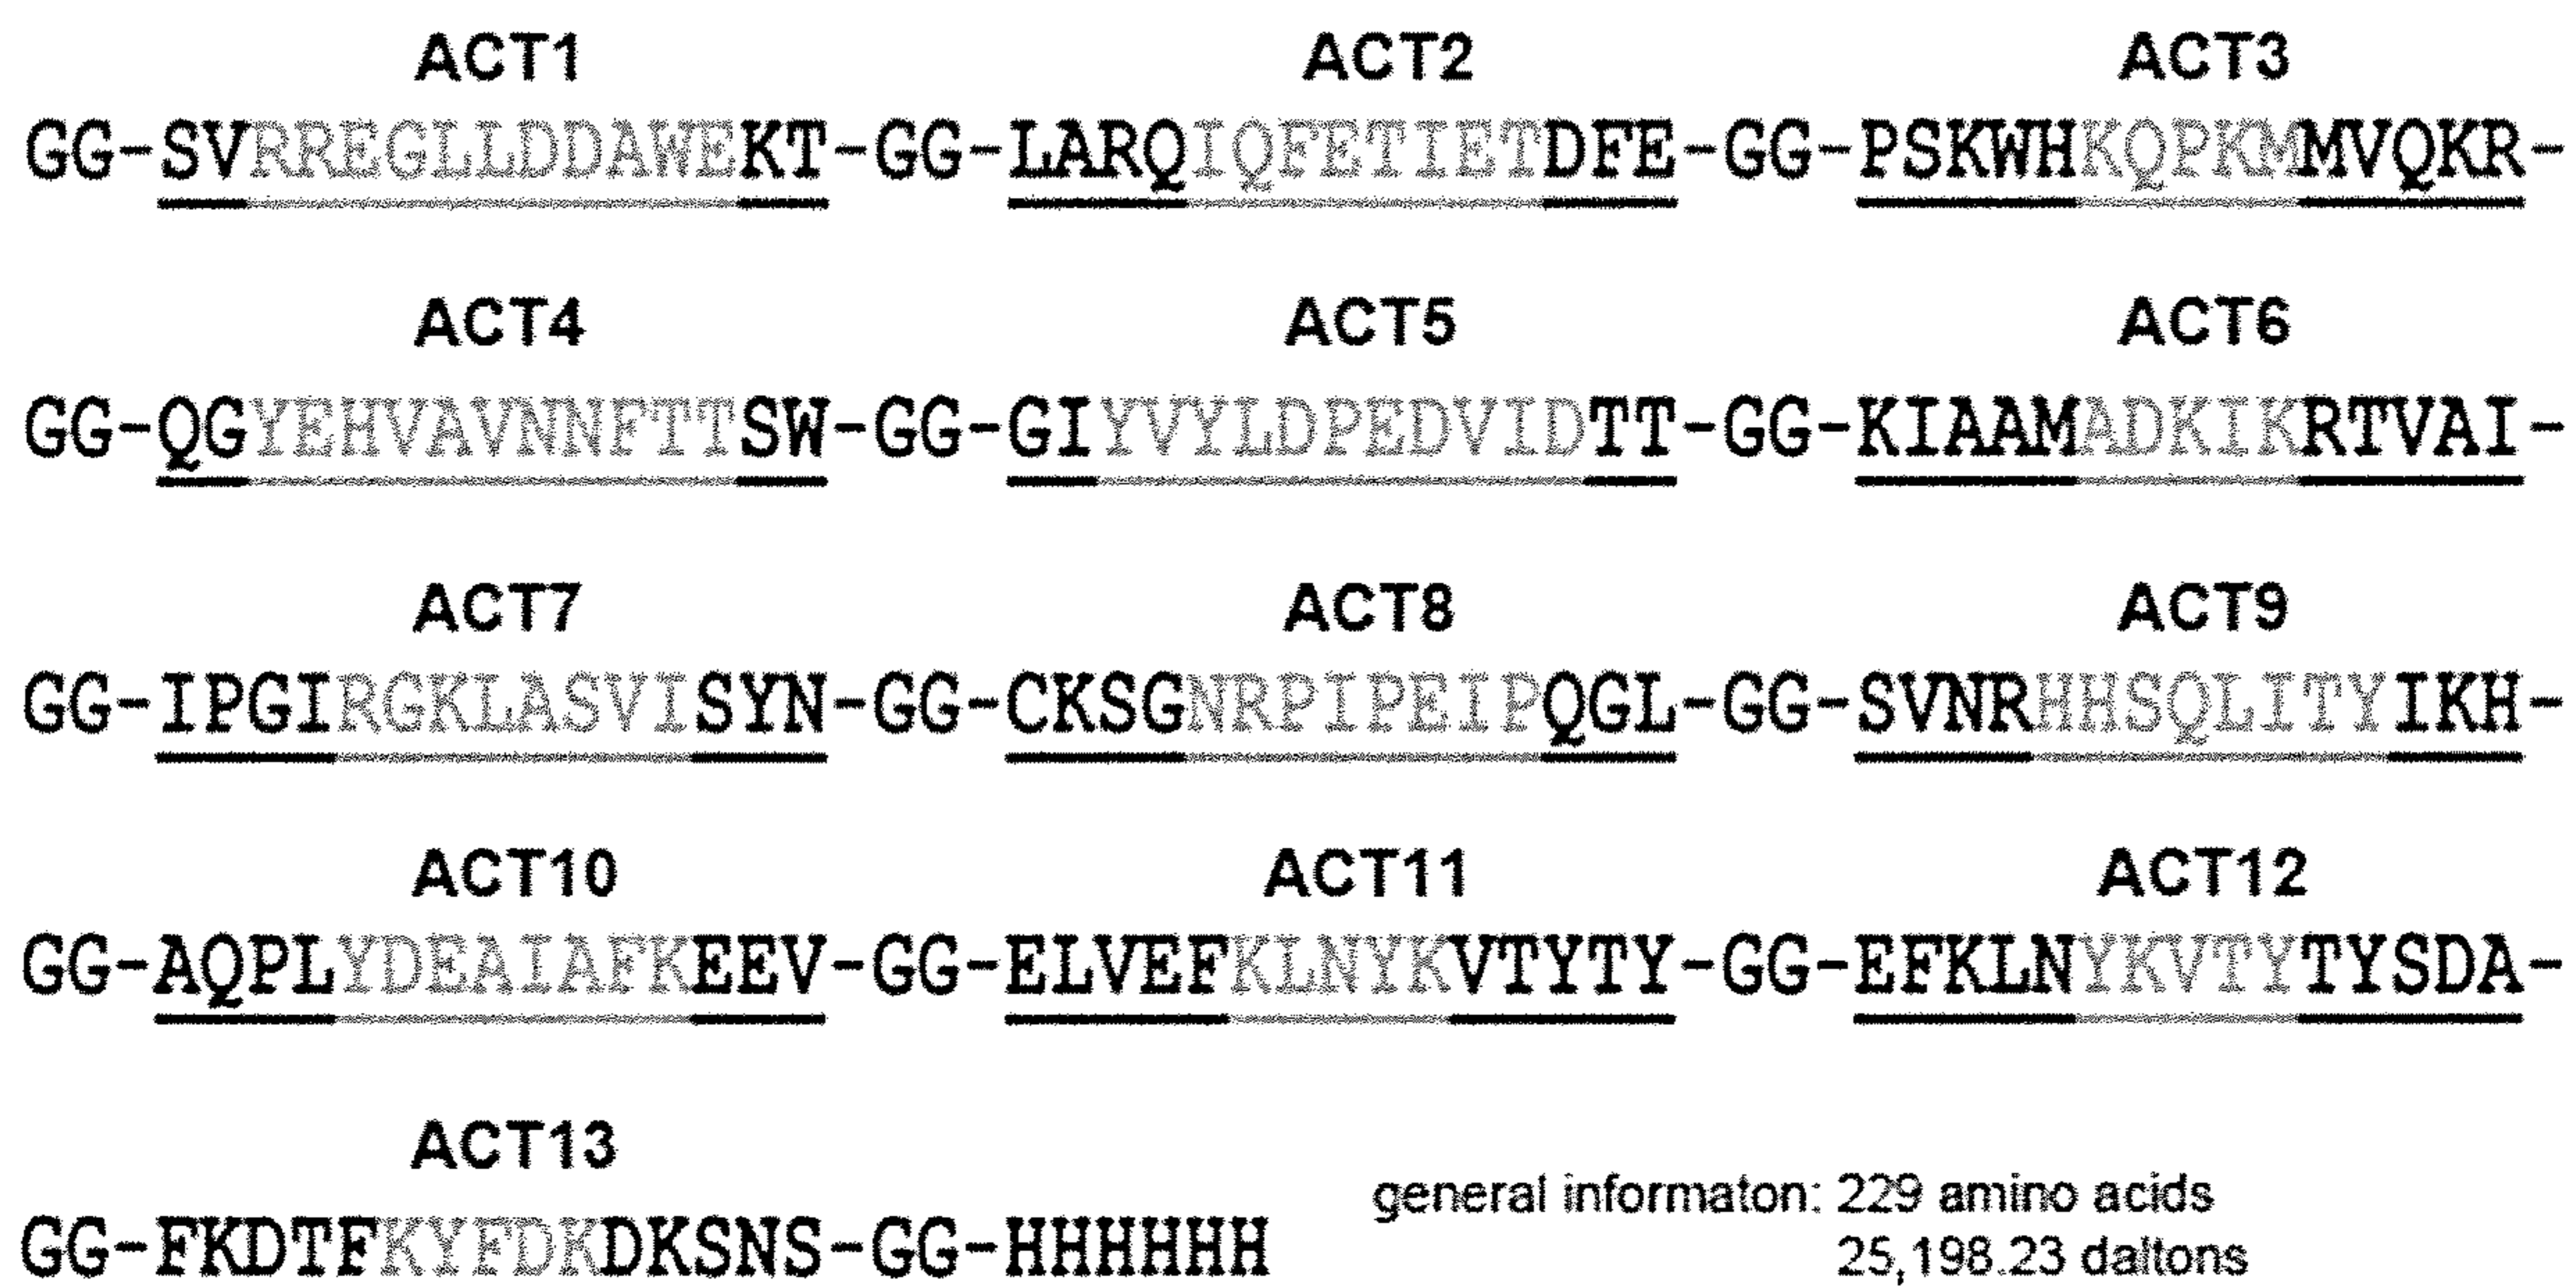 ACT1 ACT2 ACT3
GG-SVRREGLLDDAWEKT-GG-LARQIQFETIETDFE-GG-PSKWHKQPKMMVQKR-
ACT4 ACT5 ACT6
GG-QGYEHVAVNNFTTSW-GG-GIYVYLDPEDVIDTT-GG-KIAAMADKIKRTVAI-
ACT7 ACT8 ACT9
GG-IPGIRGKLASVISYN-GG-CKSGNRPIPEIPQGL-GG-SVNRHHSQLITYIKH-
ACT10 ACT11 ACT12
GG-AQPLYDEAIAFKEEV-GG-ELVEFKLNYKVTYTY-GG-EFKLNYKVTYTYSDA-
ACT13
GG-FKDTFKYFDKDKSNS-GG-HHHHHH
general informaton: 229 amino acids
25,198.23 daltons